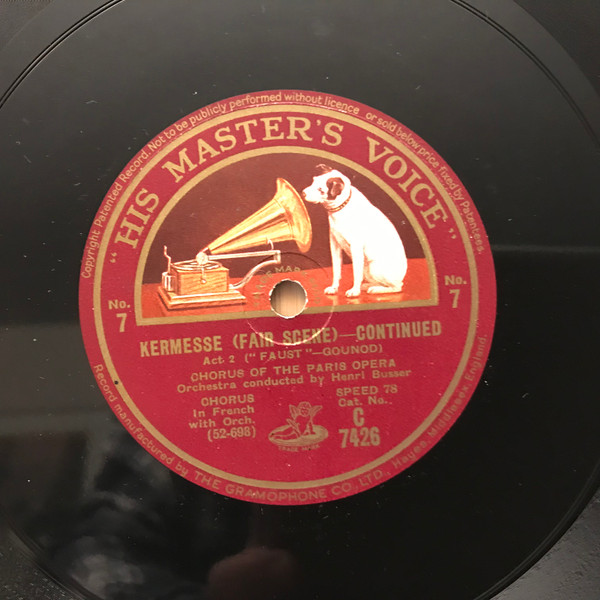 Copyright Patented Record. Not to be publicly performed without licence or sold below price fixed by Patentees.
"HIS MASTER'S VOICE"
No. 7
No. 7
KERMESSE (FAIR SCENE)—CONTINUED
Act. 2 ("FAUST"—GOUNOD)
CHORUS OF THE PARIS OPERA
Orchestra conducted by Henri Busser
CHORUS
In French
with Orch.
(52-698)
SPEED 78
Cat. No.
C
7426
TRADE MARK
Record manufactured by THE GRAMOPHONE CO., LTD., Hayes, Middlesex, England.